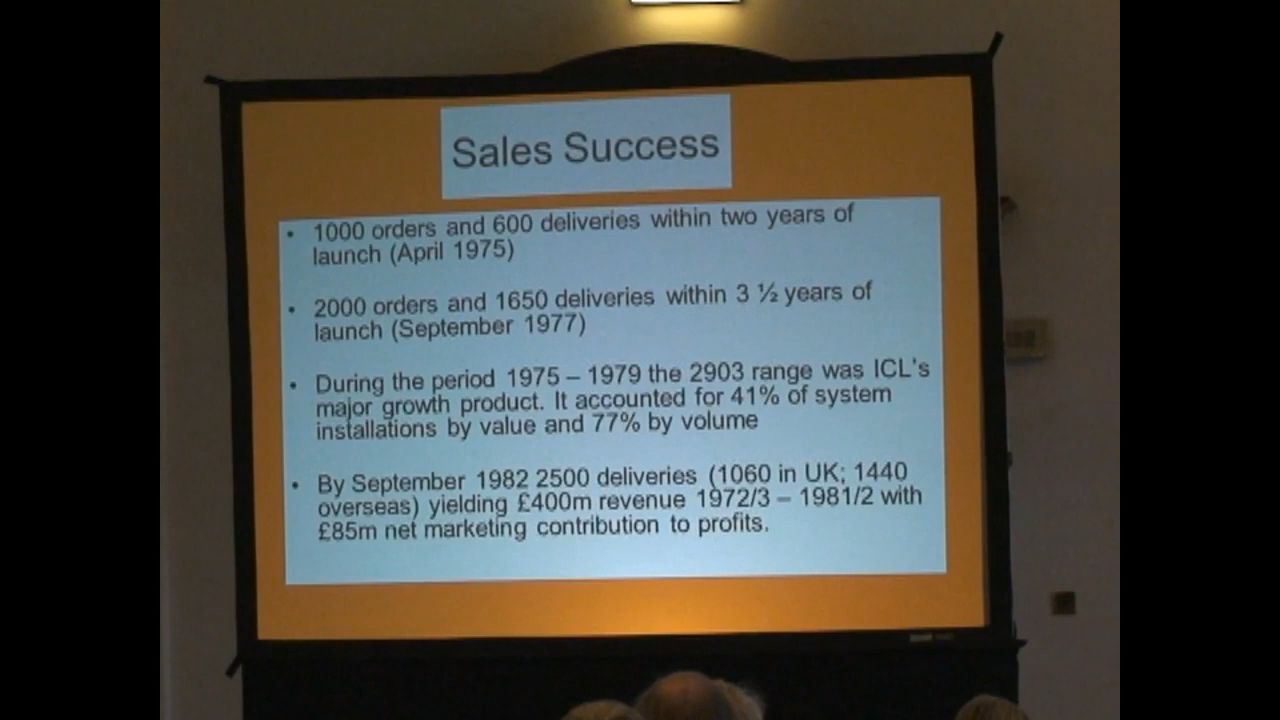 Sales Success
• 1000 orders and 600 deliveries within two years of
launch (April 1975)
• 2000 orders and 1650 deliveries within 3 ½ years of
launch (September 1977)
• During the period 1975 – 1979 the 2903 range was ICL's
major growth product. It accounted for 41% of system
installations by value and 77% by volume
• By September 1982 2500 deliveries (1060 in UK; 1440
overseas) yielding £400m revenue 1972/3 – 1981/2 with
£85m net marketing contribution to profits.